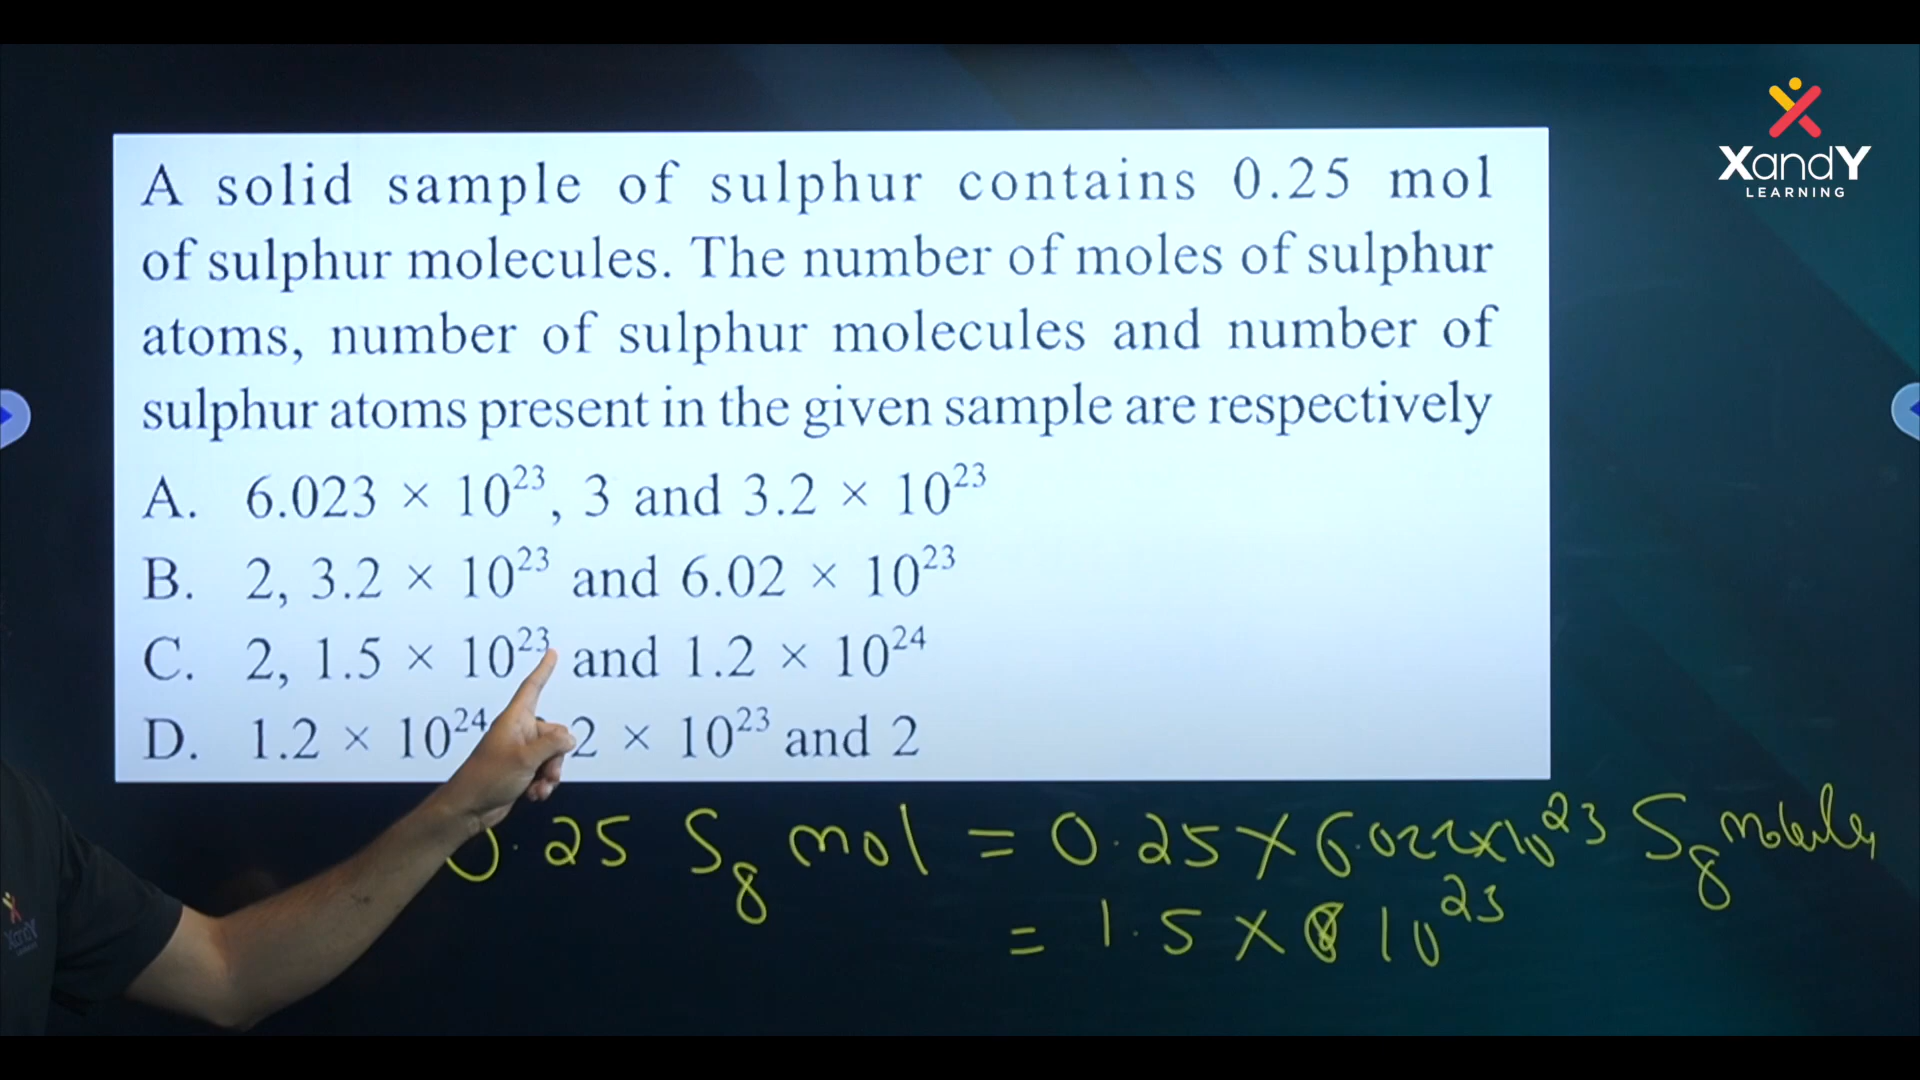 XandY
LEARNING
A solid sample of sulphur contains 0.25 mol
of sulphur molecules. The number of moles of sulphur
atoms, number of sulphur molecules and number of
sulphur atoms present in the given sample are respectively
A. 6.023 × 10²³, 3 and 3.2 × 10²³
B. 2, 3.2 × 10²³ and 6.02 × 10²³
C. 2, 1.5 × 10²³ and 1.2 × 10²⁴
D. 1.2 × 10²⁴ 2 × 10²³ and 2
0.25 S₈ mol = 0.25 × 6.022 × 10²³ S₈ molecules
= 1.5 × 10²³
XandY